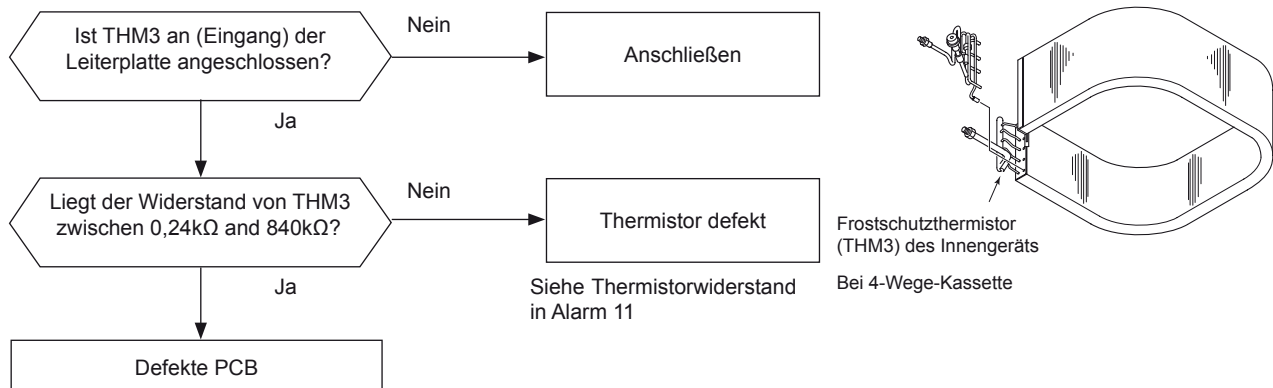 Ist THM3 an (Eingang) der
Leiterplatte angeschlossen?
Nein
Anschließen
Ja
Liegt der Widerstand von THM3
zwischen 0,24kΩ and 840kΩ?
Nein
Thermistor defekt
Siehe Thermistorwiderstand
in Alarm 11
Ja
Defekte PCB
Frostschutzthermistor
(THM3) des Innengeräts
Bei 4-Wege-Kassette